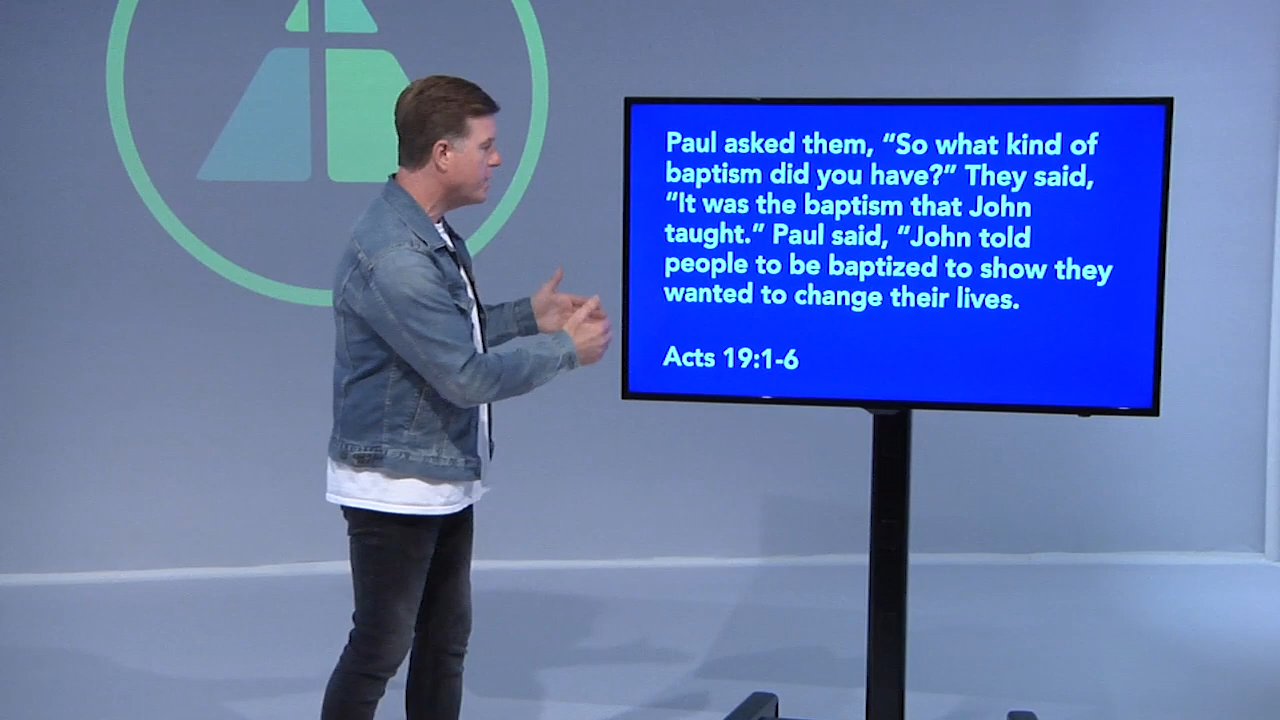 Paul asked them, “So what kind of
baptism did you have?” They said,
“It was the baptism that John
taught.” Paul said, “John told
people to be baptized to show they
wanted to change their lives.
Acts 19:1-6